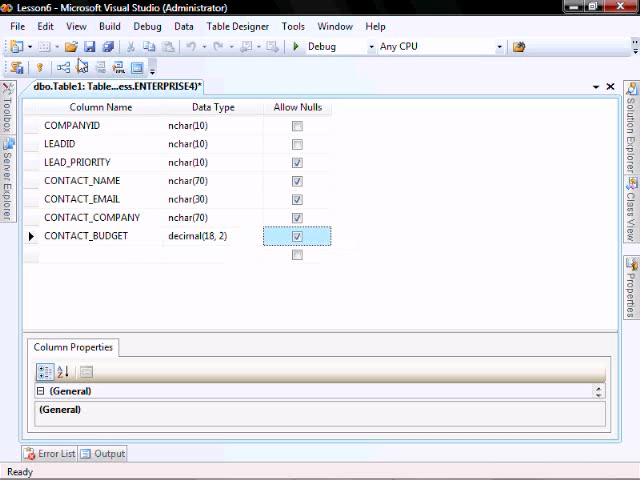 Lesson6 - Microsoft Visual Studio (Administrator)
File Edit View Build Debug Data Table Designer Tools Window Help
Debug Any CPU
dbo.Table1: Table...ess.ENTERPRISE4)*
Column Name Data Type Allow Nulls
COMPANYID nchar(10)
LEADID nchar(10)
LEAD_PRIORITY nchar(10)
CONTACT_NAME nchar(70)
CONTACT_EMAIL nchar(30)
CONTACT_COMPANY nchar(70)
CONTACT_BUDGET decimal(18, 2)
Toolbox
Server Explorer
Solution Explorer
Class View
Properties
Column Properties
(General)
(General)
Error List Output
Ready